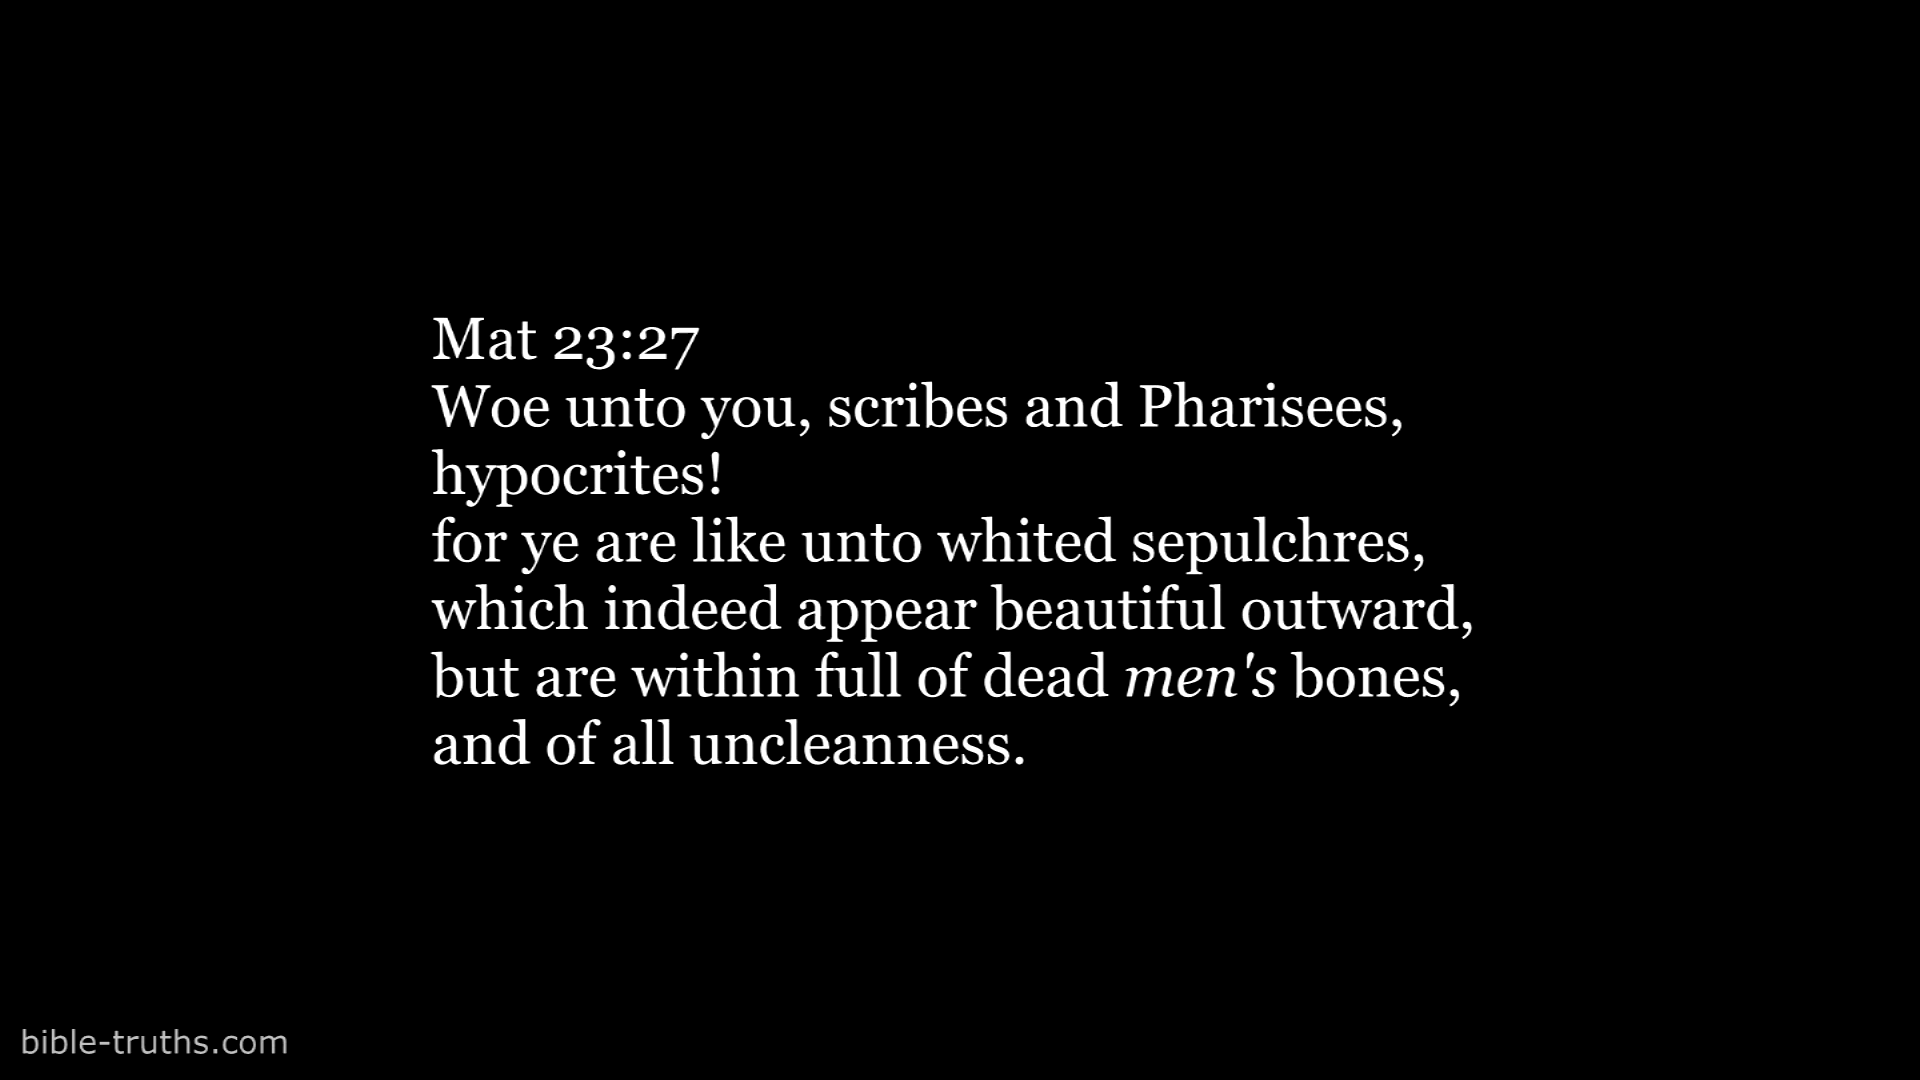 Mat 23:27
Woe unto you, scribes and Pharisees,
hypocrites!
for ye are like unto whited sepulchres,
which indeed appear beautiful outward,
but are within full of dead men's bones,
and of all uncleanness.
bible-truths.com